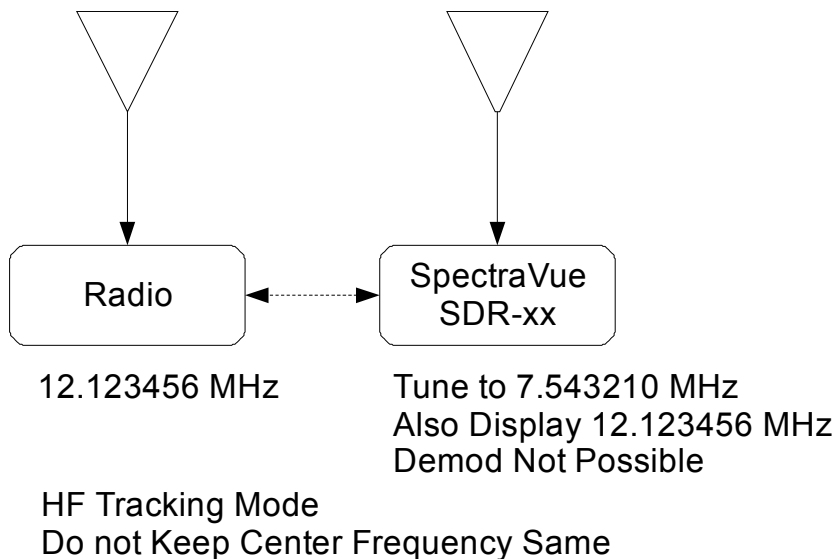 Radio
SpectraVue
SDR-xx
12.123456 MHz
Tune to 7.543210 MHz
Also Display 12.123456 MHz
Demod Not Possible
HF Tracking Mode
Do not Keep Center Frequency Same